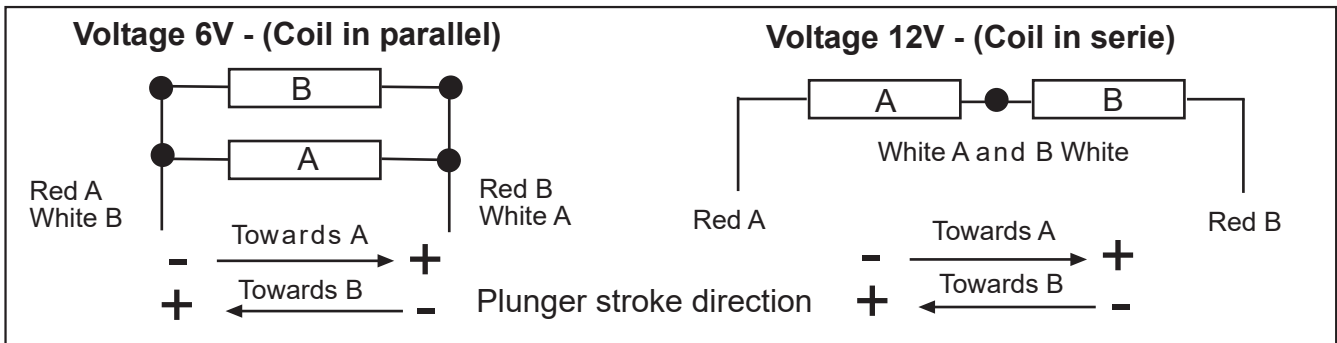 Voltage 6V - (Coil in parallel)
B
A
Red A
White B
Red B
White A
- Towards A +
+ Towards B -
Plunger stroke direction
Voltage 12V - (Coil in serie)
A
B
White A and B White
Red A
Red B
- Towards A +
+ Towards B -